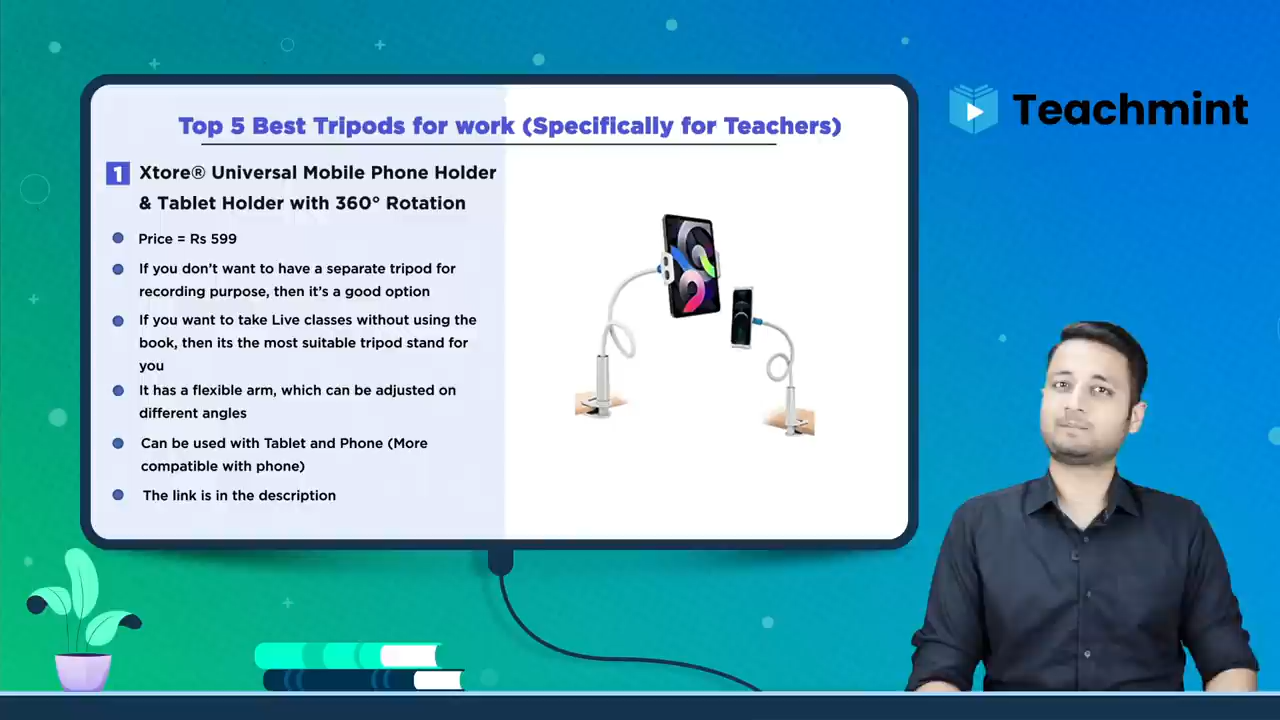 Top 5 Best Tripods for work (Specifically for Teachers)
Teachmint
1 Xtore® Universal Mobile Phone Holder
& Tablet Holder with 360° Rotation
Price = Rs 599
If you don't want to have a separate tripod for
recording purpose, then it's a good option
If you want to take Live classes without using the
book, then its the most suitable tripod stand for
you
It has a flexible arm, which can be adjusted on
different angles
Can be used with Tablet and Phone (More
compatible with phone)
The link is in the description